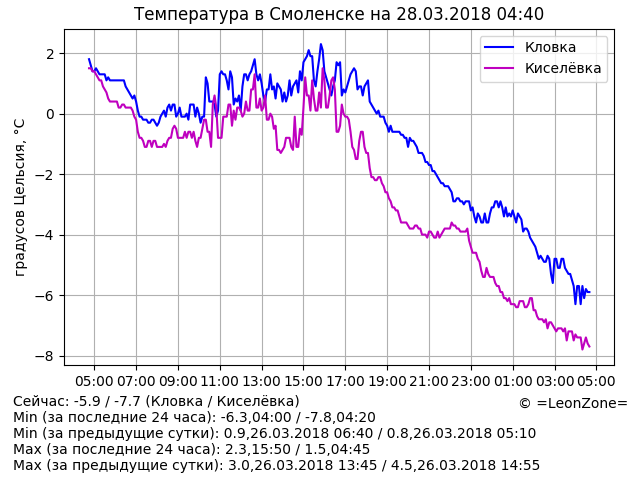 Температура в Смоленске на 28.03.2018 04:40
Кловка
Киселёвка
градусов Цельсия, °C
2
0
−2
−4
−6
−8
05:00 07:00 09:00 11:00 13:00 15:00 17:00 19:00 21:00 23:00 01:00 03:00 05:00
Сейчас: -5.9 / -7.7 (Кловка / Киселёвка)
© =LeonZone=
Min (за последние 24 часа): -6.3,04:00 / -7.8,04:20
Min (за предыдущие сутки): 0.9,26.03.2018 06:40 / 0.8,26.03.2018 05:10
Max (за последние 24 часа): 2.3,15:50 / 1.5,04:45
Max (за предыдущие сутки): 3.0,26.03.2018 13:45 / 4.5,26.03.2018 14:55